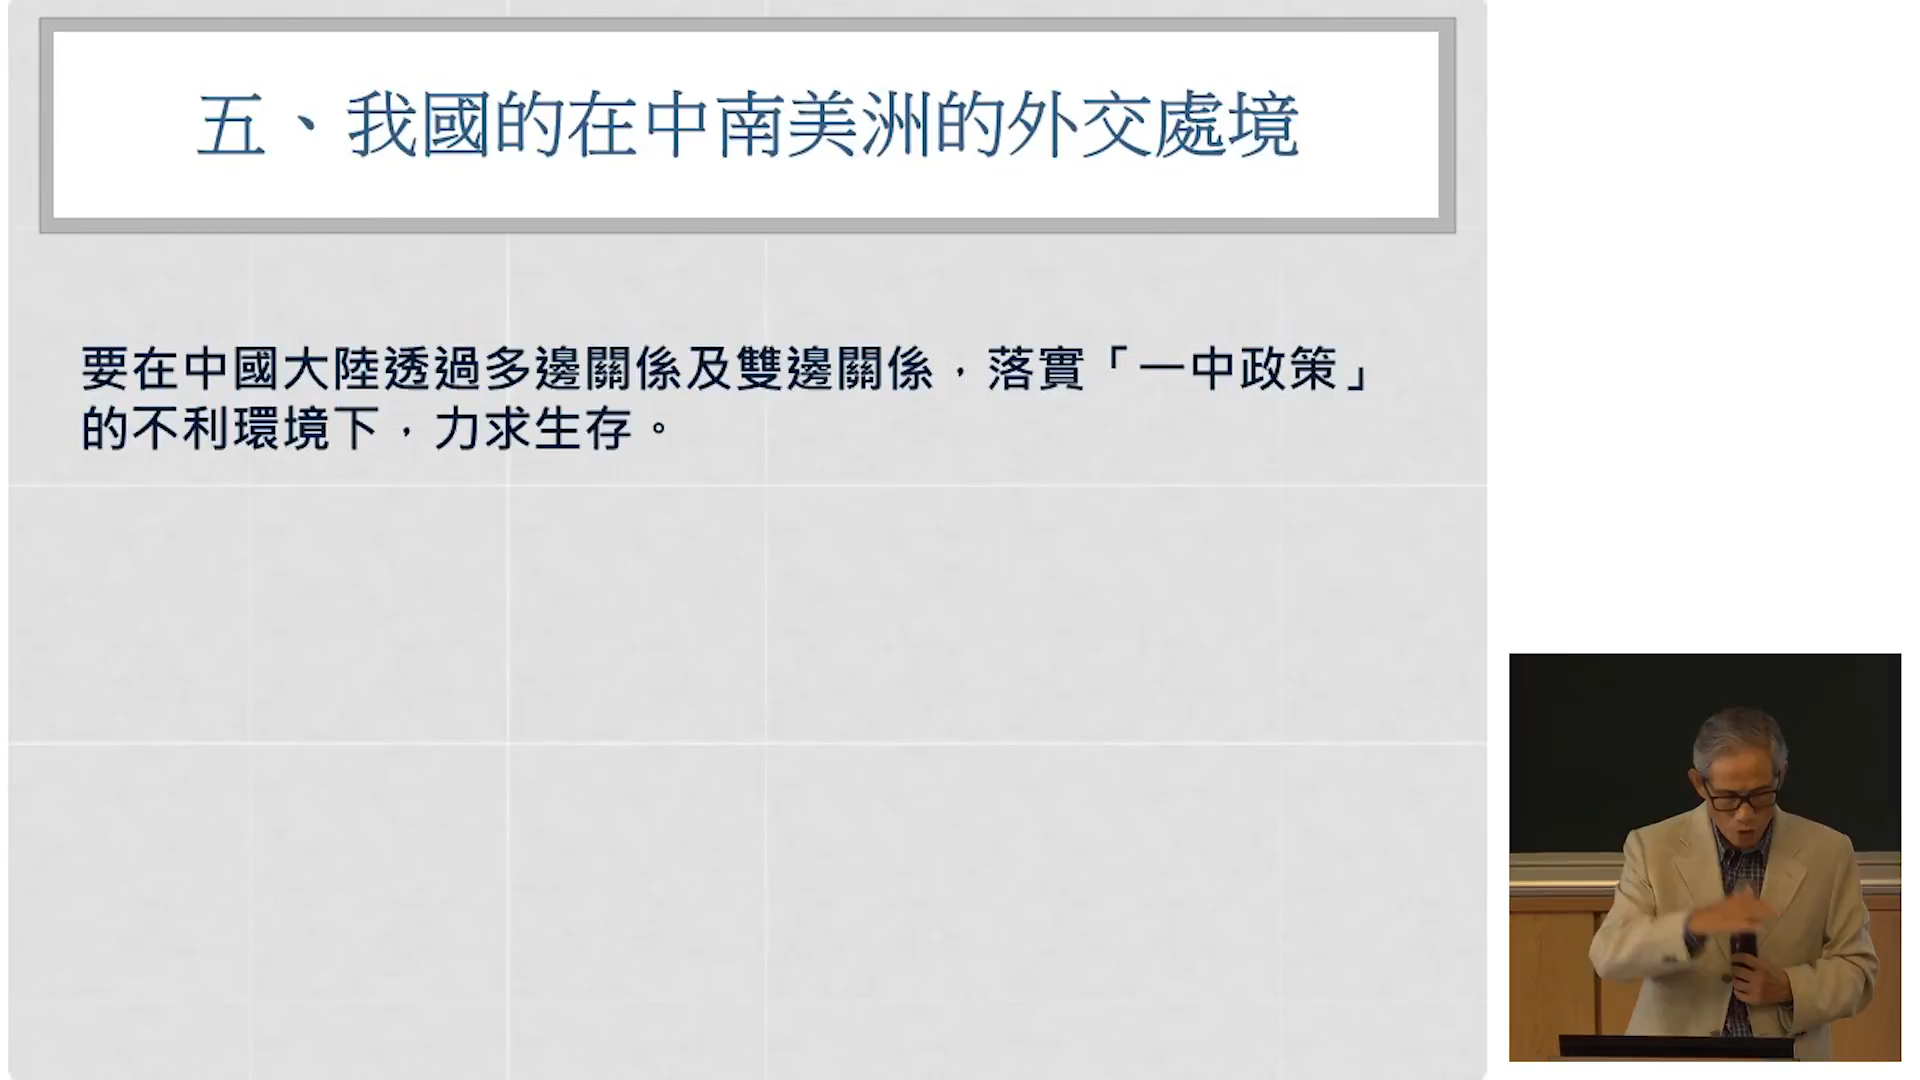 五、我國的在中南美洲的外交處境
要在中國大陸透過多邊關係及雙邊關係，落實「一中政策」
的不利環境下，力求生存。